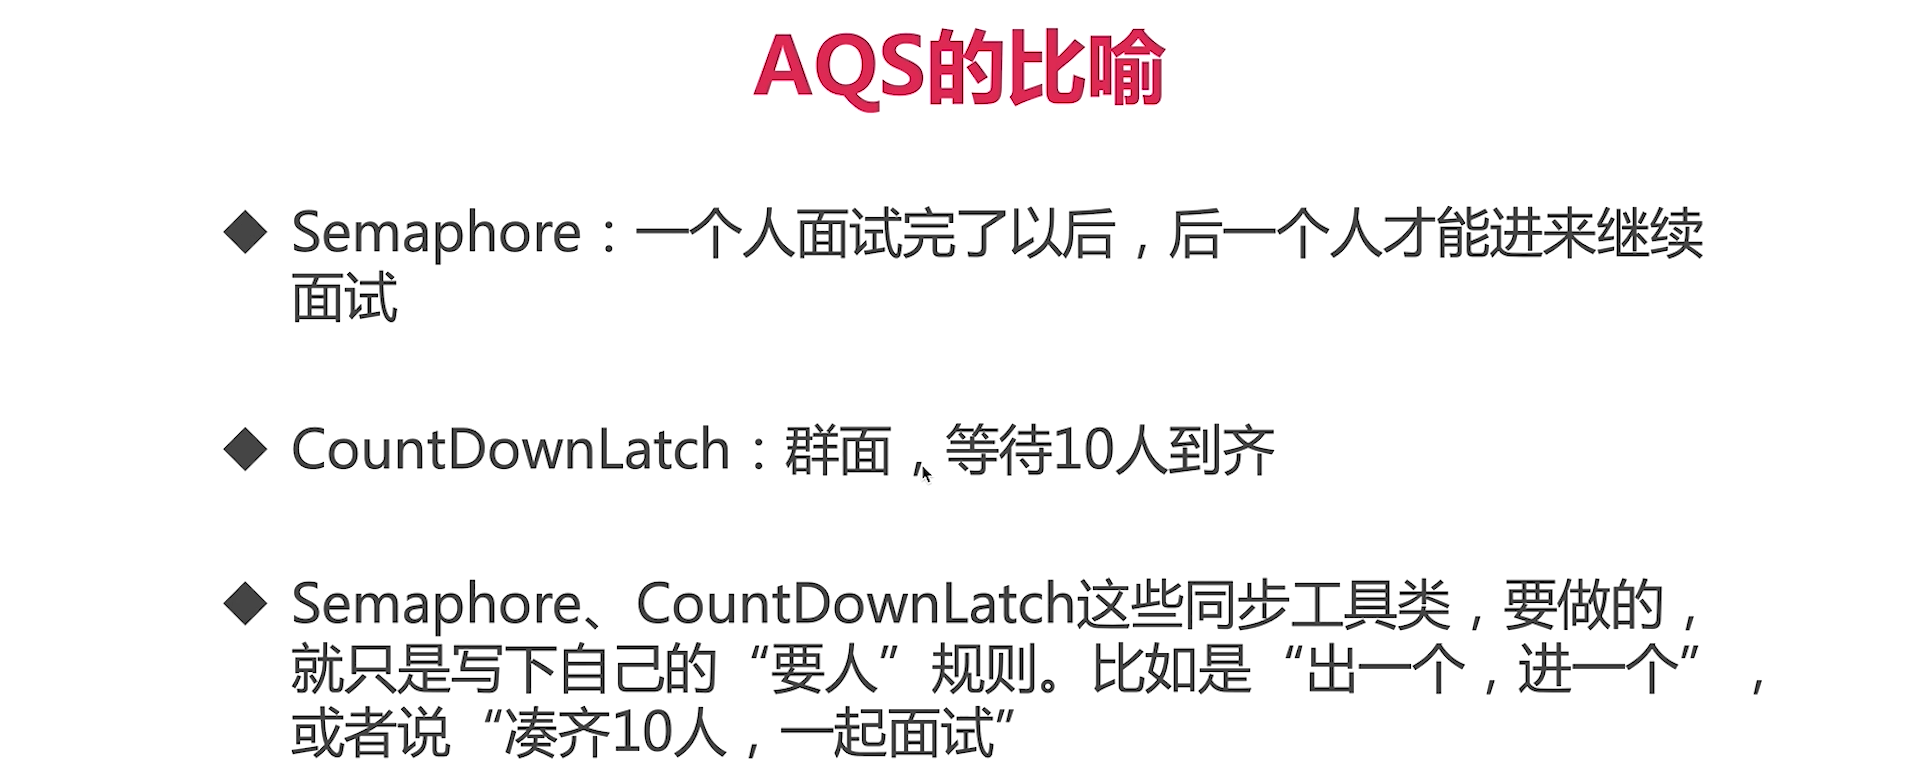 AQS的比喻
Semaphore：一个人面试完了以后，后一个人才能进来继续
面试
CountDownLatch：群面，等待10人到齐
Semaphore、CountDownLatch这些同步工具类，要做的，
就只是写下自己的“要人”规则。比如是“出一个，进一个”，
或者说“凑齐10人，一起面试”